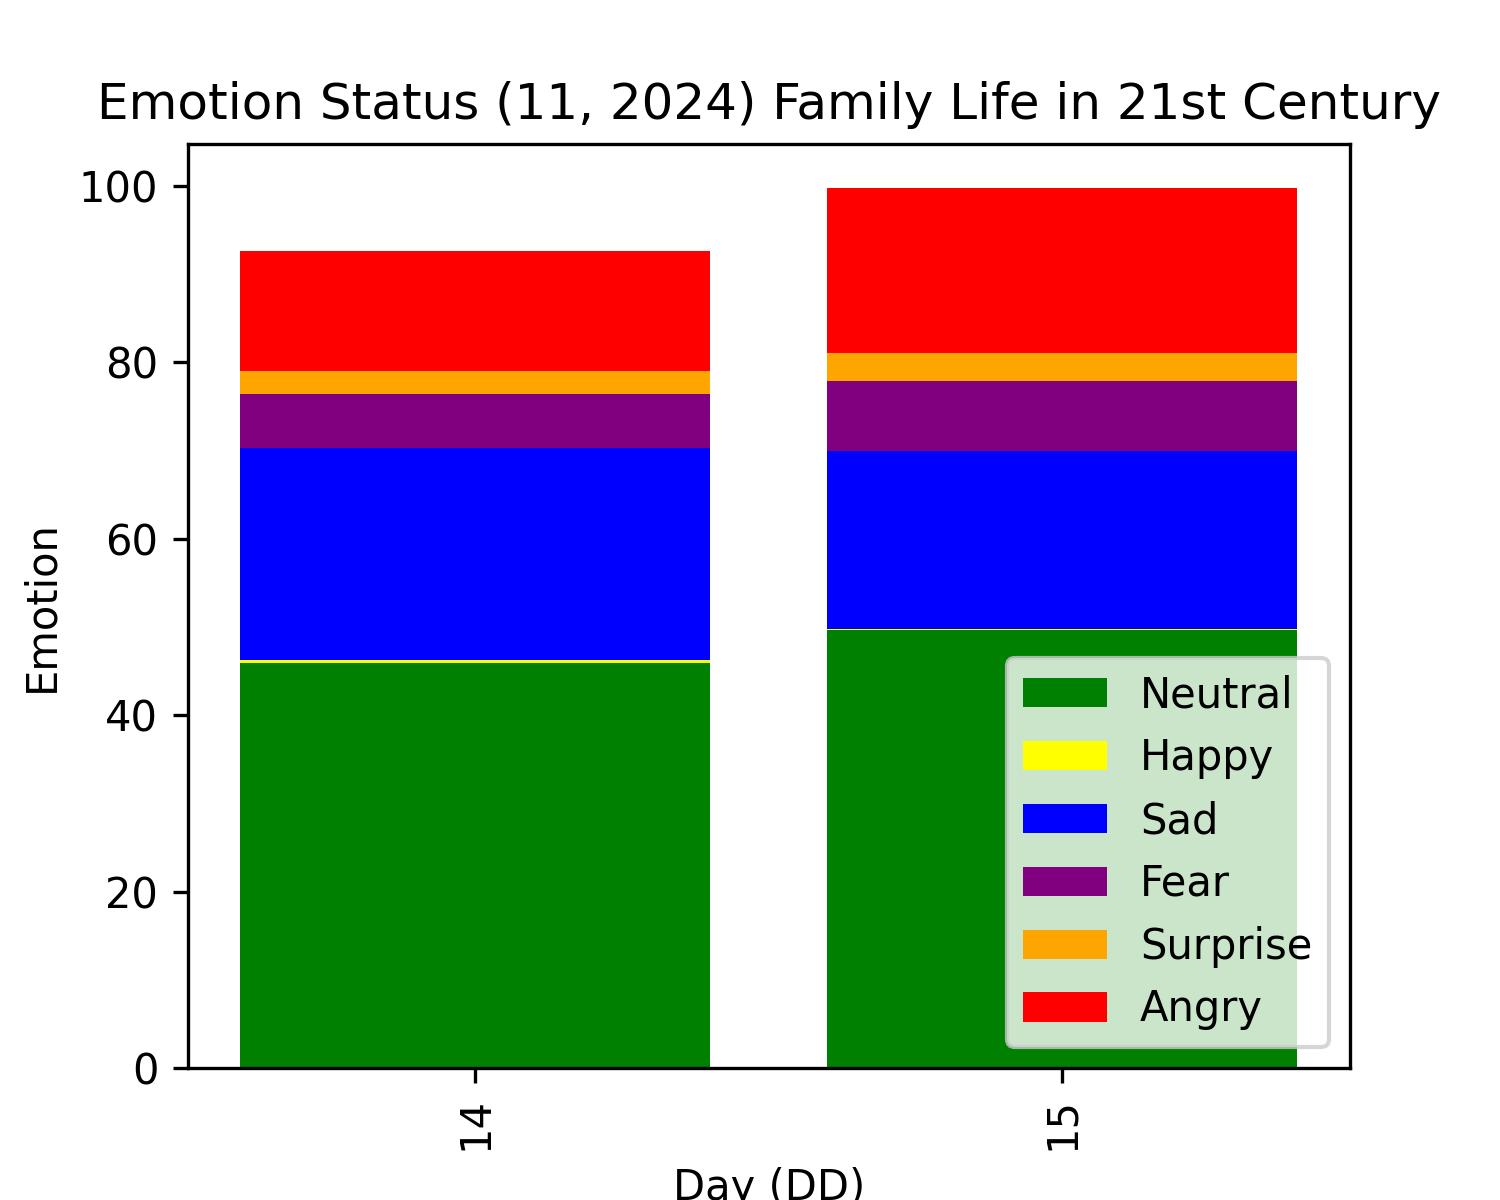 Emotion Status (11, 2024) Family Life in 21st Century
Emotion
100
80
60
40
20
0
Neutral
Happy
Sad
Fear
Surprise
Angry
14
15
Day (DD)